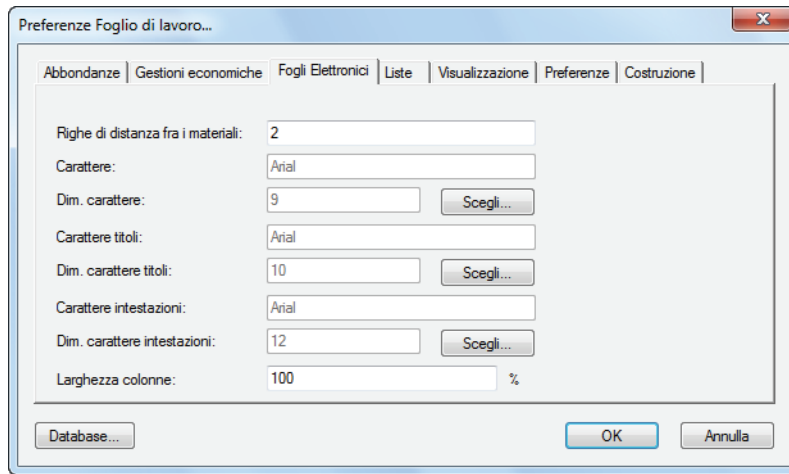 Preferenze Foglio di lavoro...
Abbondanze Gestioni economiche Fogli Elettronici Liste Visualizzazione Preferenze Costruzione
Righe di distanza fra i materiali: 2
Carattere: Arial
Dim. carattere: 9 Scegli...
Carattere titoli: Arial
Dim. carattere titoli: 10 Scegli...
Carattere intestazioni: Arial
Dim. carattere intestazioni: 12 Scegli...
Larghezza colonne: 100 %
Database... OK Annulla